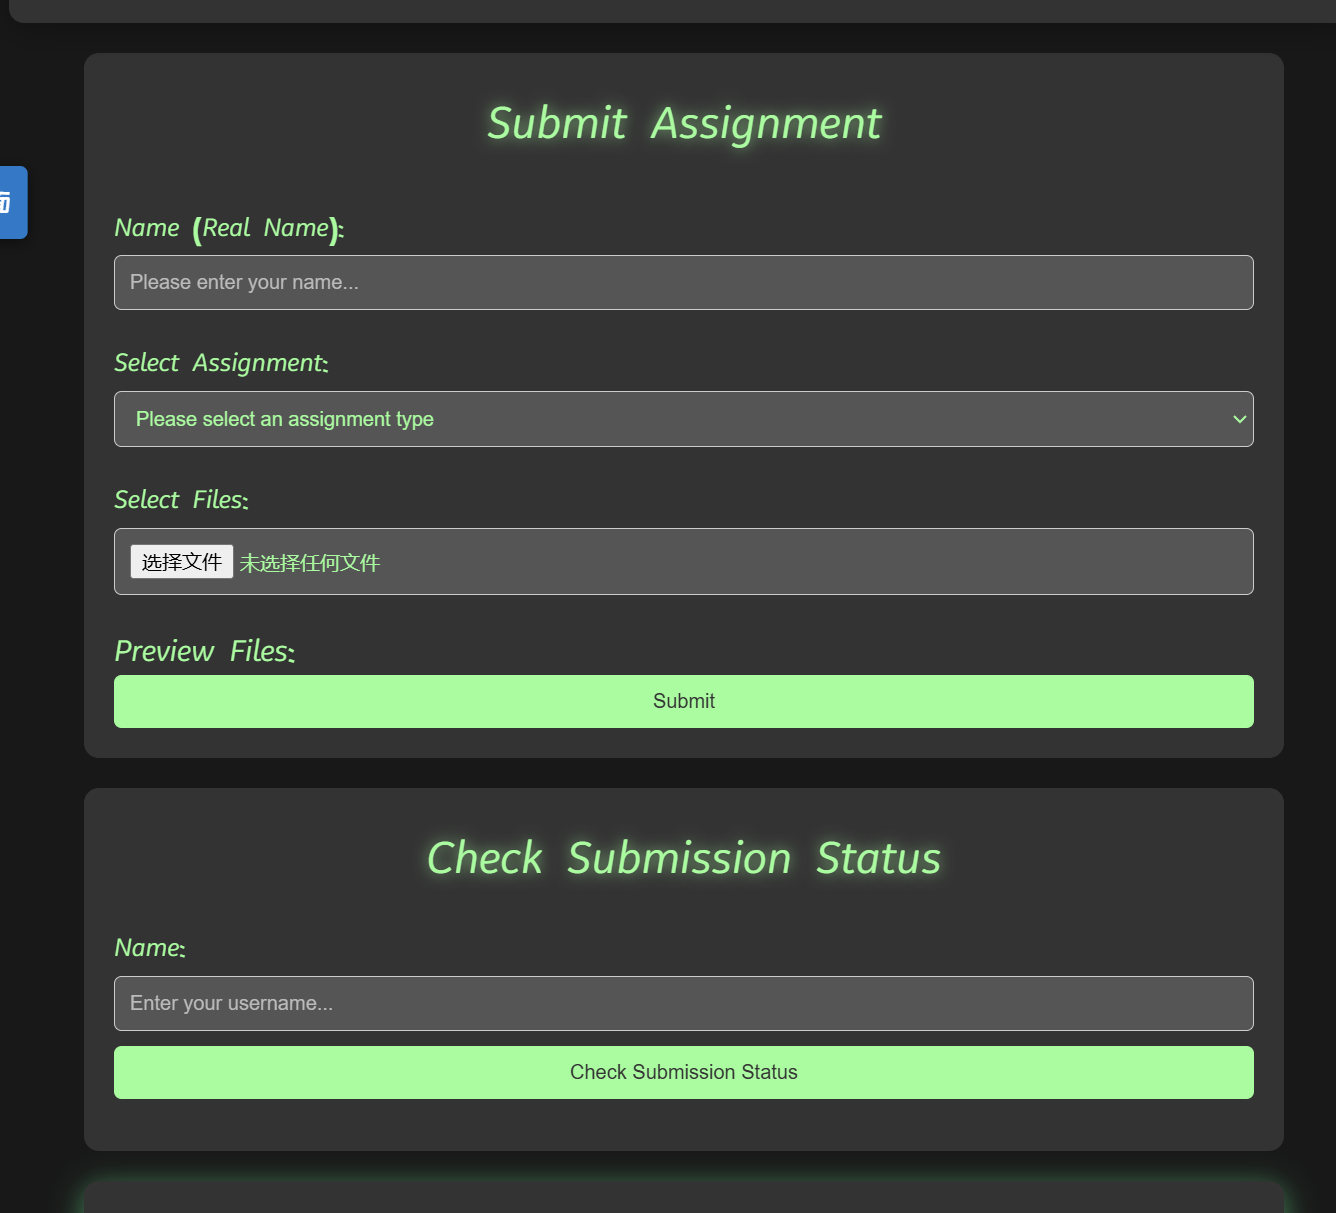 Submit Assignment
Name (Real Name):
Please enter your name...
Select Assignment:
Please select an assignment type
Select Files:
选择文件 未选择任何文件
Preview Files:
Submit
Check Submission Status
Name:
Enter your username...
Check Submission Status